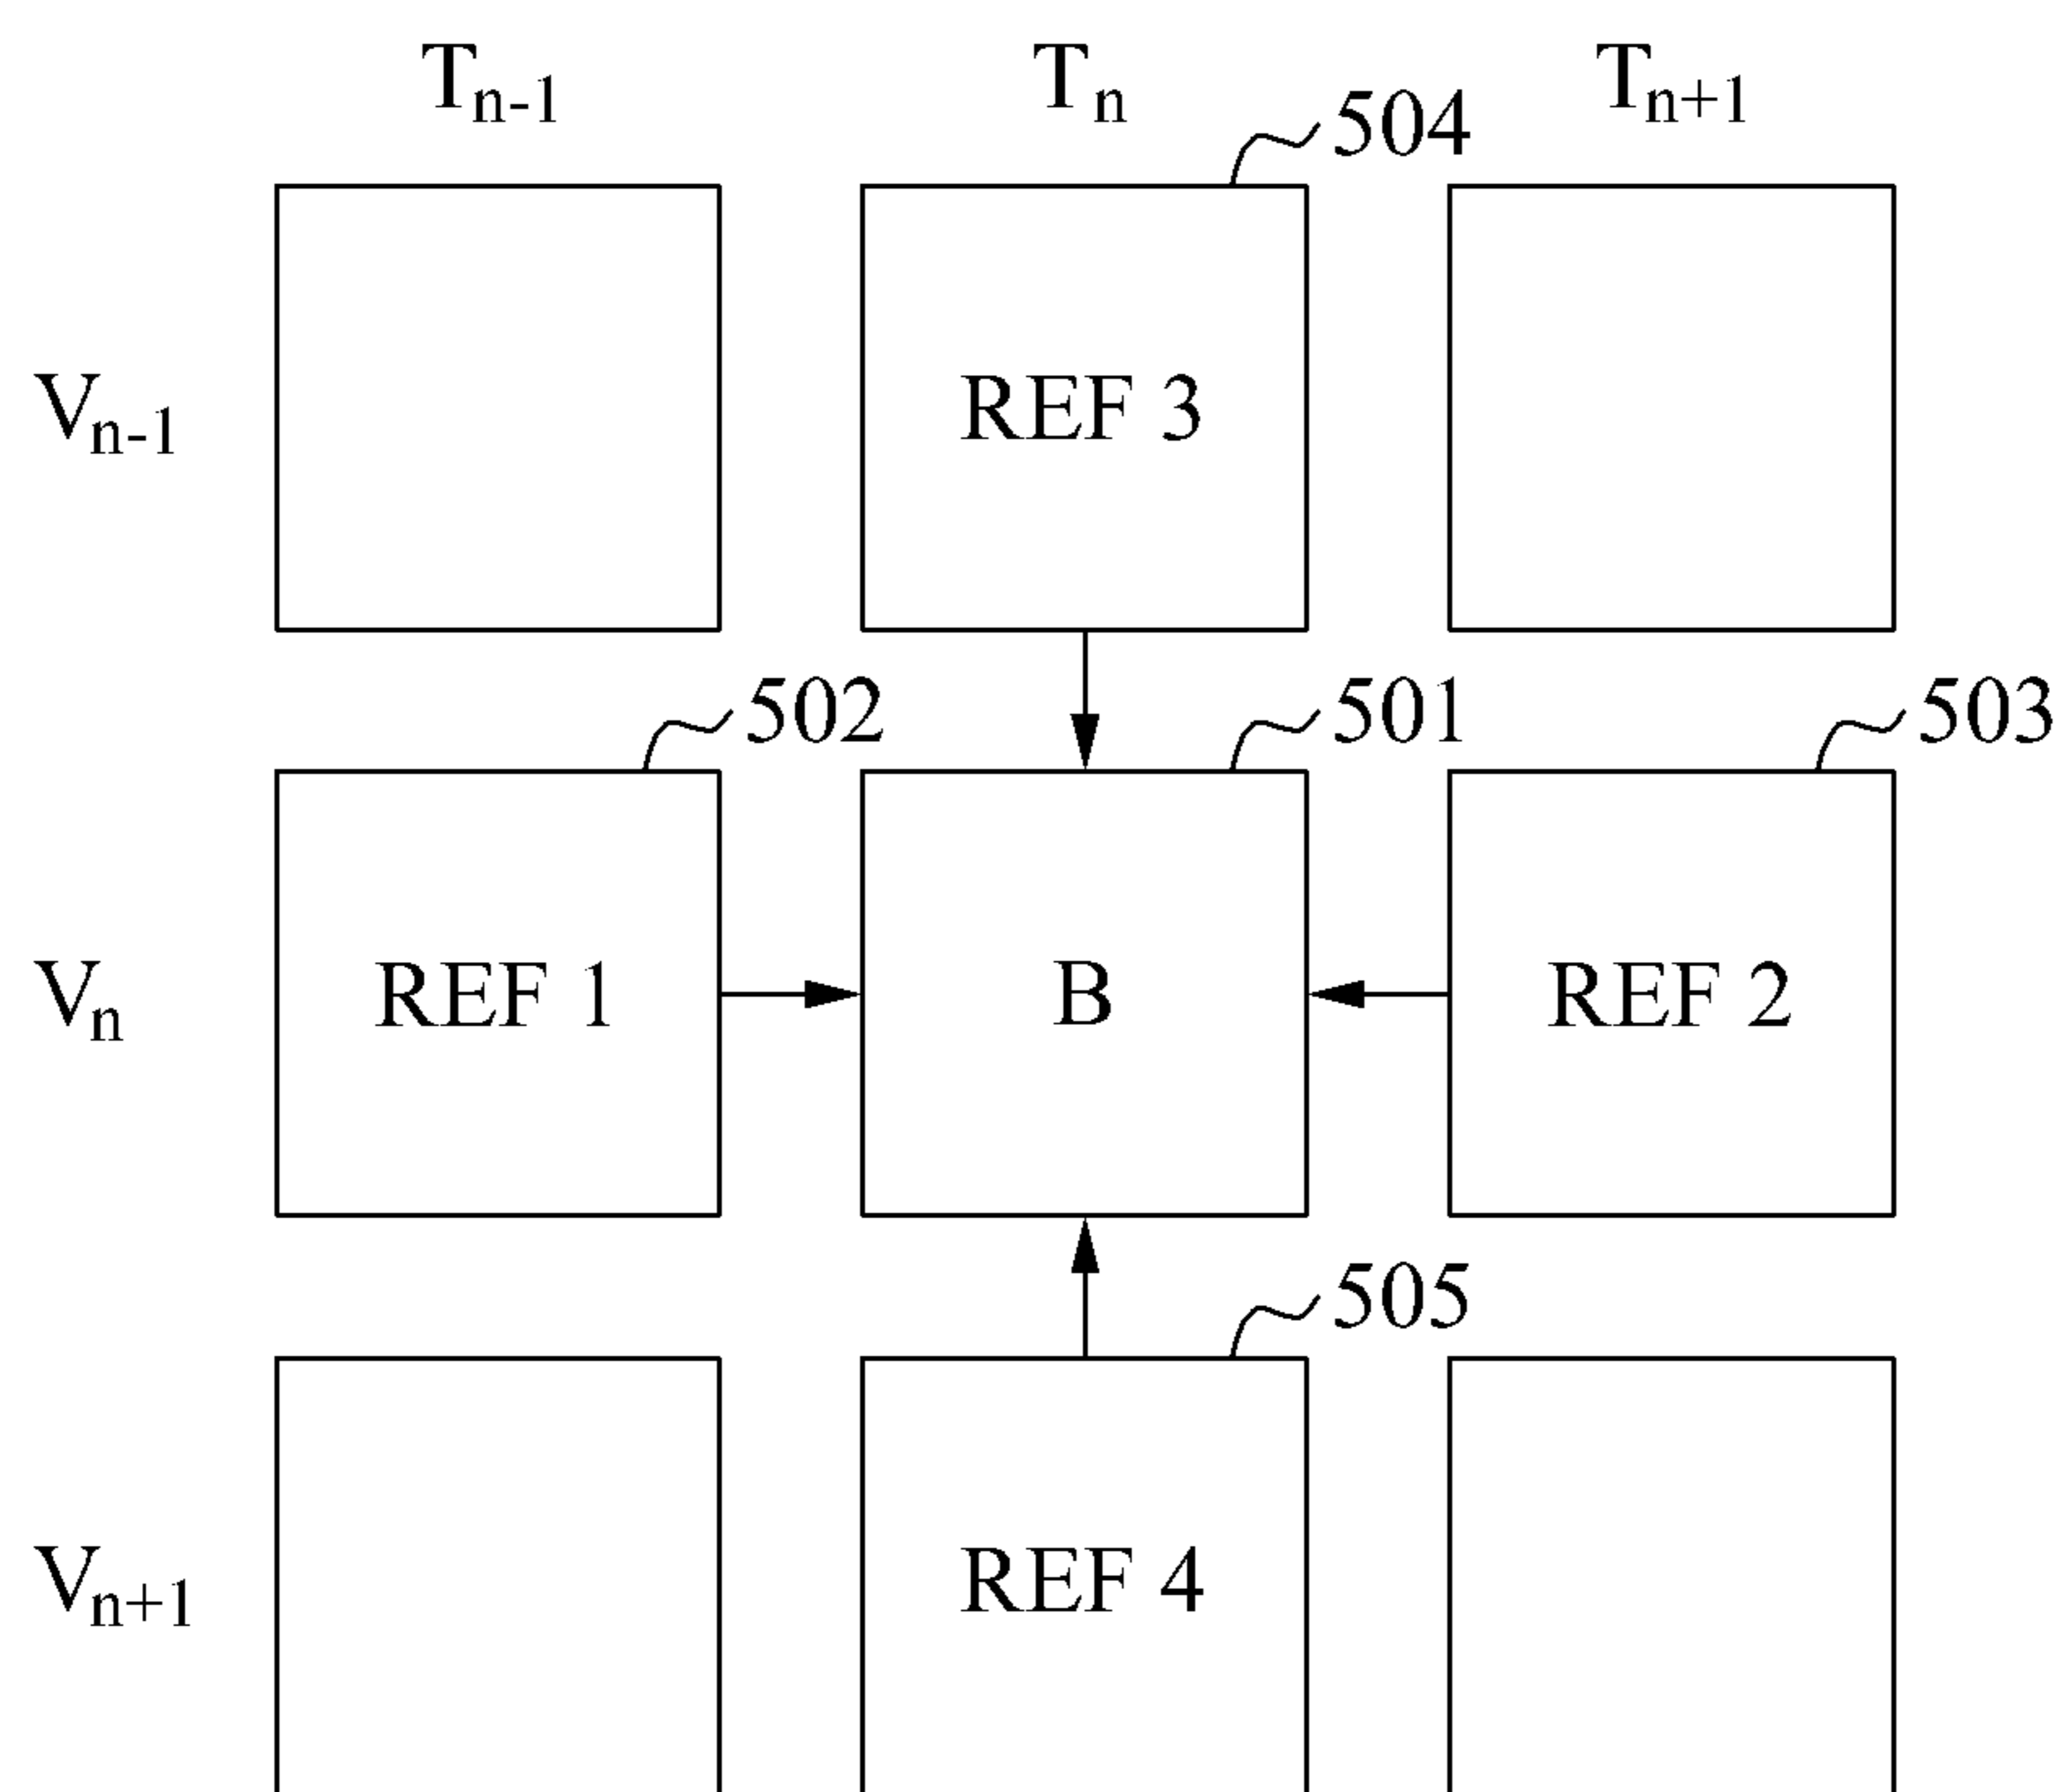 Tn-1 Tn Tn+1
504
Vn-1 REF 3
502 501 503
Vn REF 1 B REF 2
505
Vn+1 REF 4